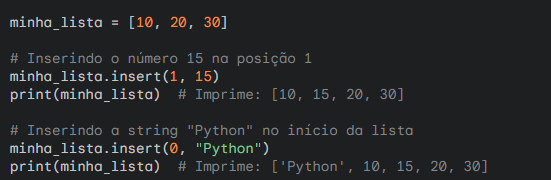 minha_lista = [10, 20, 30]
# Inserindo o número 15 na posição 1
minha_lista.insert(1, 15)
print(minha_lista)  # Imprime: [10, 15, 20, 30]
# Inserindo a string "Python" no início da lista
minha_lista.insert(0, "Python")
print(minha_lista)  # Imprime: ['Python', 10, 15, 20, 30]